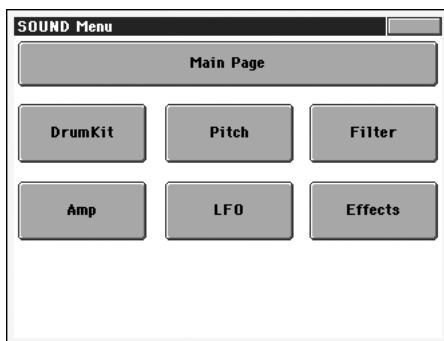 SOUND Menu
Main Page
DrumKit Pitch Filter
Amp LFO Effects